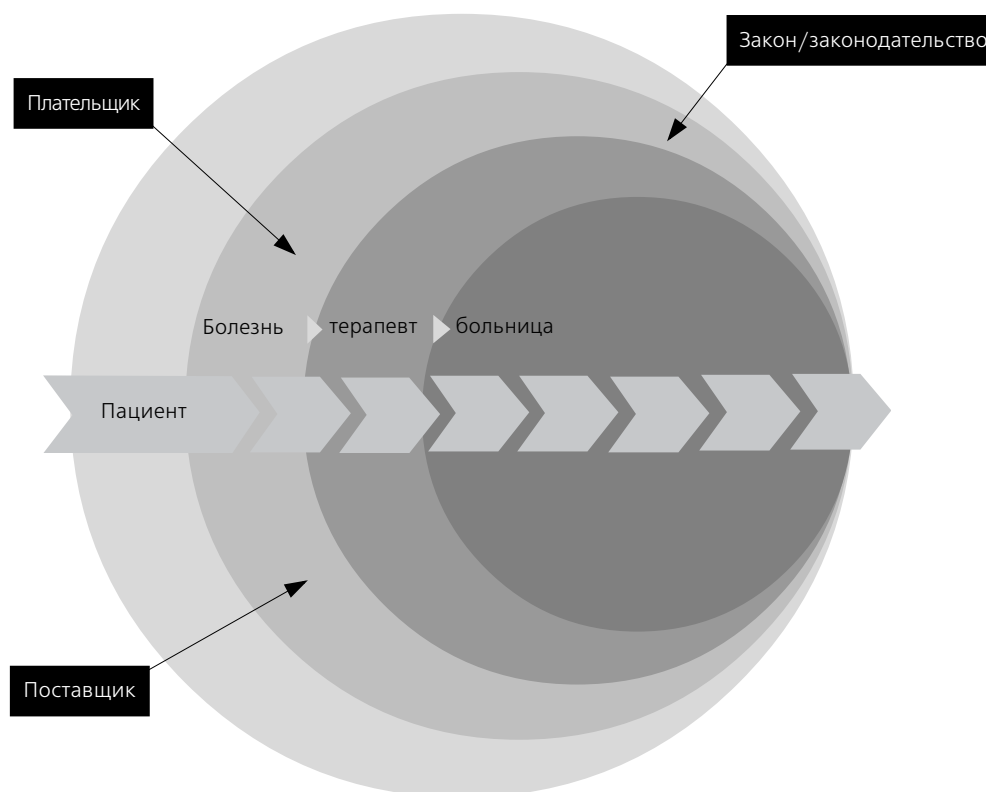 Закон/законодательство
Плательщик
Болезнь терапевт больница
Пациент
Поставщик